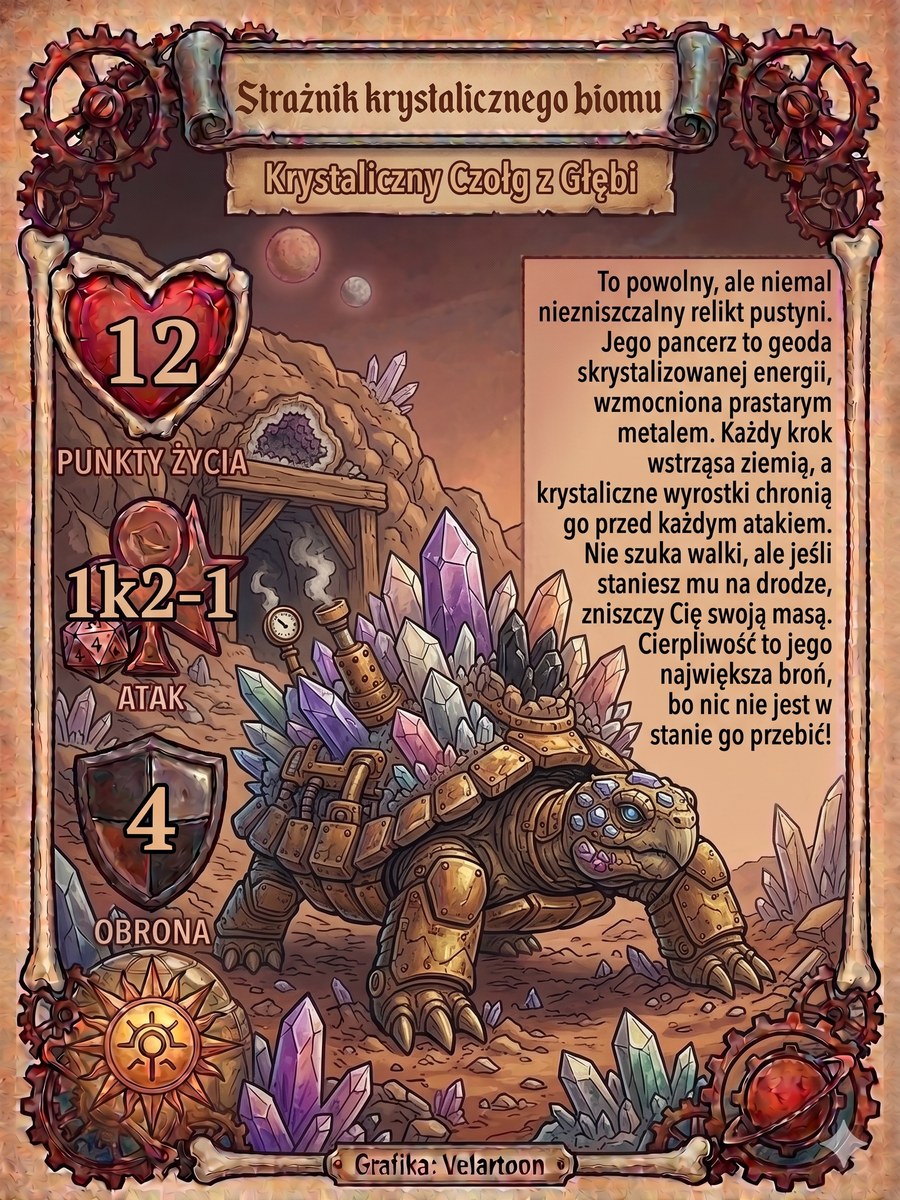 Strażnik krystalicznego biomu
Krystaliczny Czołg z Głębi
12
PUNKTY ŻYCIA
1k2-1
4 4 4
ATAK
4
OBRONA
To powolny, ale niemal
niezniszczalny relikt pustyni.
Jego pancerz to geoda
skrystalizowanej energii,
wzmocniona prastarym
metalem. Każdy krok
wstrząsa ziemią, a
krystaliczne wyrostki chronią
go przed każdym atakiem.
Nie szuka walki, ale jeśli
staniesz mu na drodze,
zniszczy Cię swoją masą.
Cierpliwość to jego
największa broń,
bo nic nie jest w
stanie go przebić!
Grafika: Velartoon